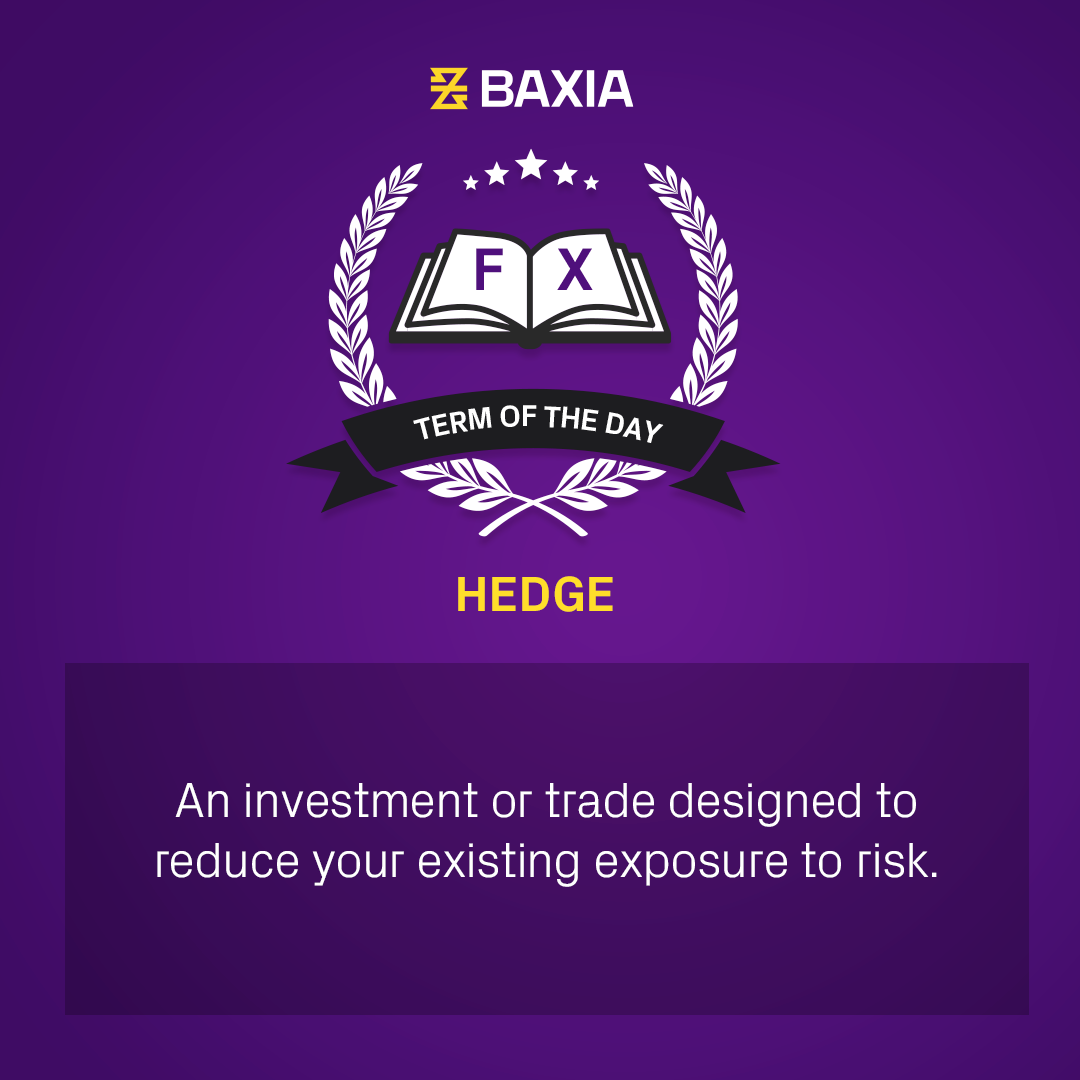 BAXIA
F X
TERM OF THE DAY
HEDGE
An investment or trade designed to
reduce your existing exposure to risk.